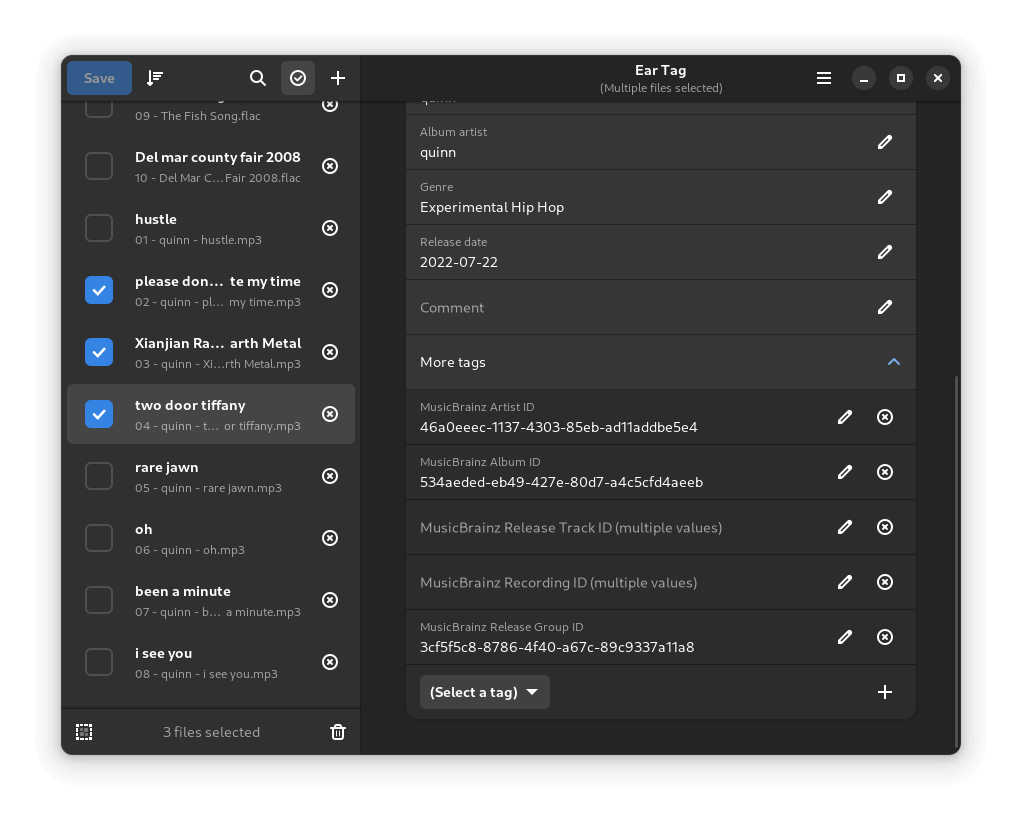 Save
Ear Tag
(Multiple files selected)
09 - The Fish Song.flac
Del mar county fair 2008
10 - Del Mar C…Fair 2008.flac
hustle
01 - quinn - hustle.mp3
please don… te my time
02 - quinn - pl… my time.mp3
Xianjian Ra… arth Metal
03 - quinn - Xi…rth Metal.mp3
two door tiffany
04 - quinn - t… or tiffany.mp3
rare jawn
05 - quinn - rare jawn.mp3
oh
06 - quinn - oh.mp3
been a minute
07 - quinn - b… a minute.mp3
i see you
08 - quinn - i see you.mp3
3 files selected
Album artist
quinn
Genre
Experimental Hip Hop
Release date
2022-07-22
Comment
More tags
MusicBrainz Artist ID
46a0eeec-1137-4303-85eb-ad11addbe5e4
MusicBrainz Album ID
534aeded-eb49-427e-80d7-a4c5cfd4aeeb
MusicBrainz Release Track ID (multiple values)
MusicBrainz Recording ID (multiple values)
MusicBrainz Release Group ID
3cf5f5c8-8786-4f40-a67c-89c9337a11a8
(Select a tag)